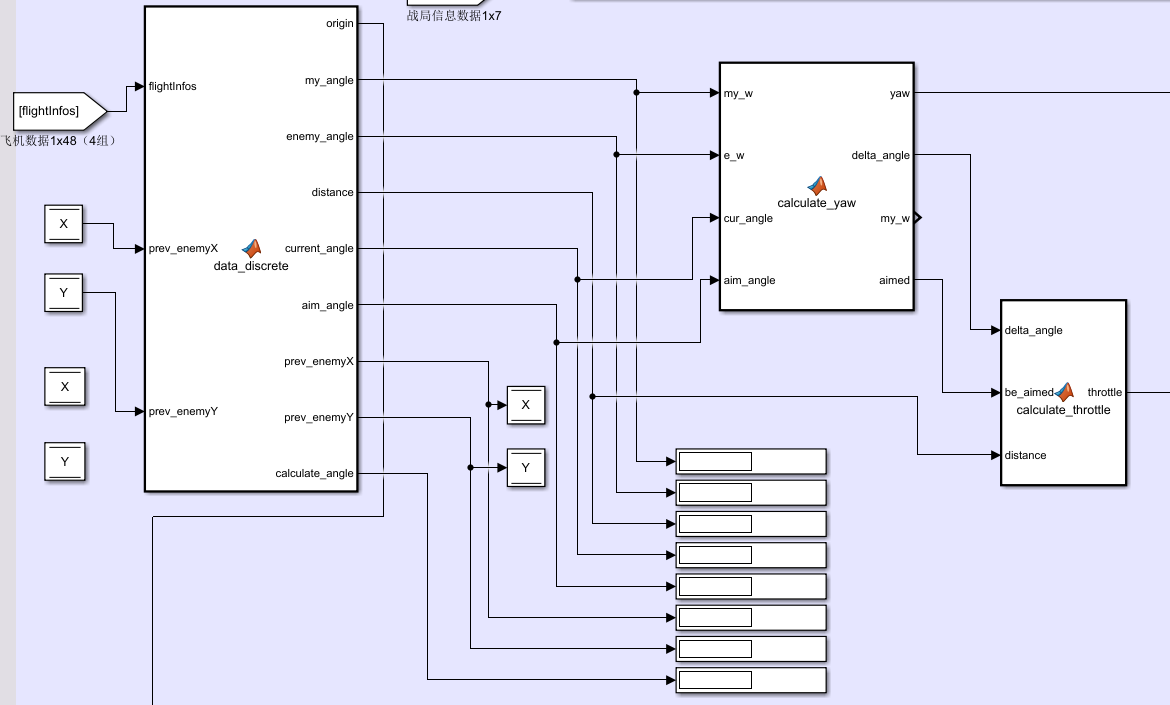 战局信息数据1x7
[flightInfos]
飞机数据1x48（4组）
X
Y
X
Y
flightInfos
prev_enemyX
prev_enemyY
data_discrete
origin
my_angle
enemy_angle
distance
current_angle
aim_angle
prev_enemyX
prev_enemyY
calculate_angle
X
Y
my_w
e_w
cur_angle
aim_angle
calculate_yaw
yaw
delta_angle
my_w
aimed
delta_angle
be_aimed
distance
calculate_throttle
throttle